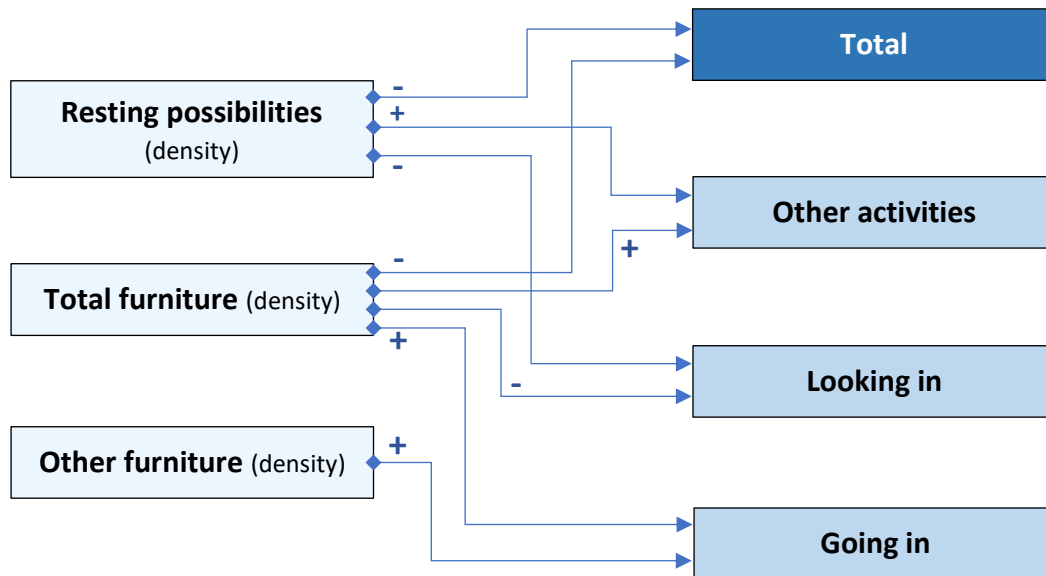 Total
-
Resting possibilities
+
(density)
-
Other activities
-
+
Total furniture (density)
+
Looking in
-
+
Other furniture (density)
Going in